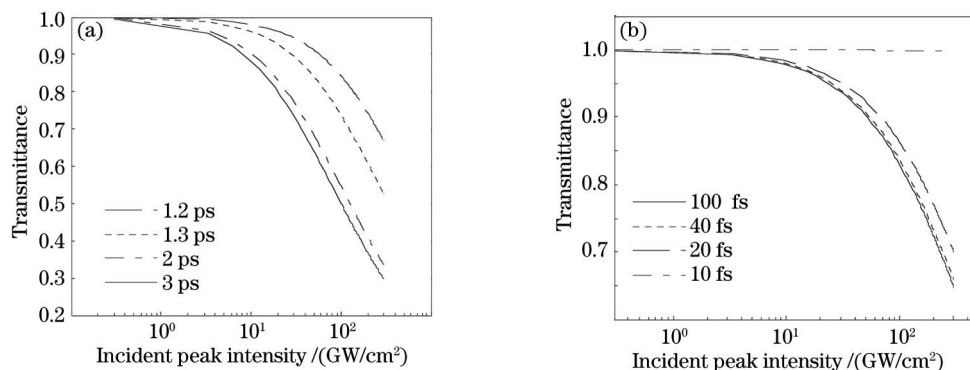 (a)
1.0
0.9
0.8
0.7
0.6
0.5
0.4
0.3
0.2
Transmittance
1.2 ps
1.3 ps
2 ps
3 ps
10⁰
10¹
10²
Incident peak intensity /(GW/cm²)
(b)
1.0
0.9
0.8
0.7
Transmittance
100 fs
40 fs
20 fs
10 fs
10⁰
10¹
10²
Incident peak intensity /(GW/cm²)